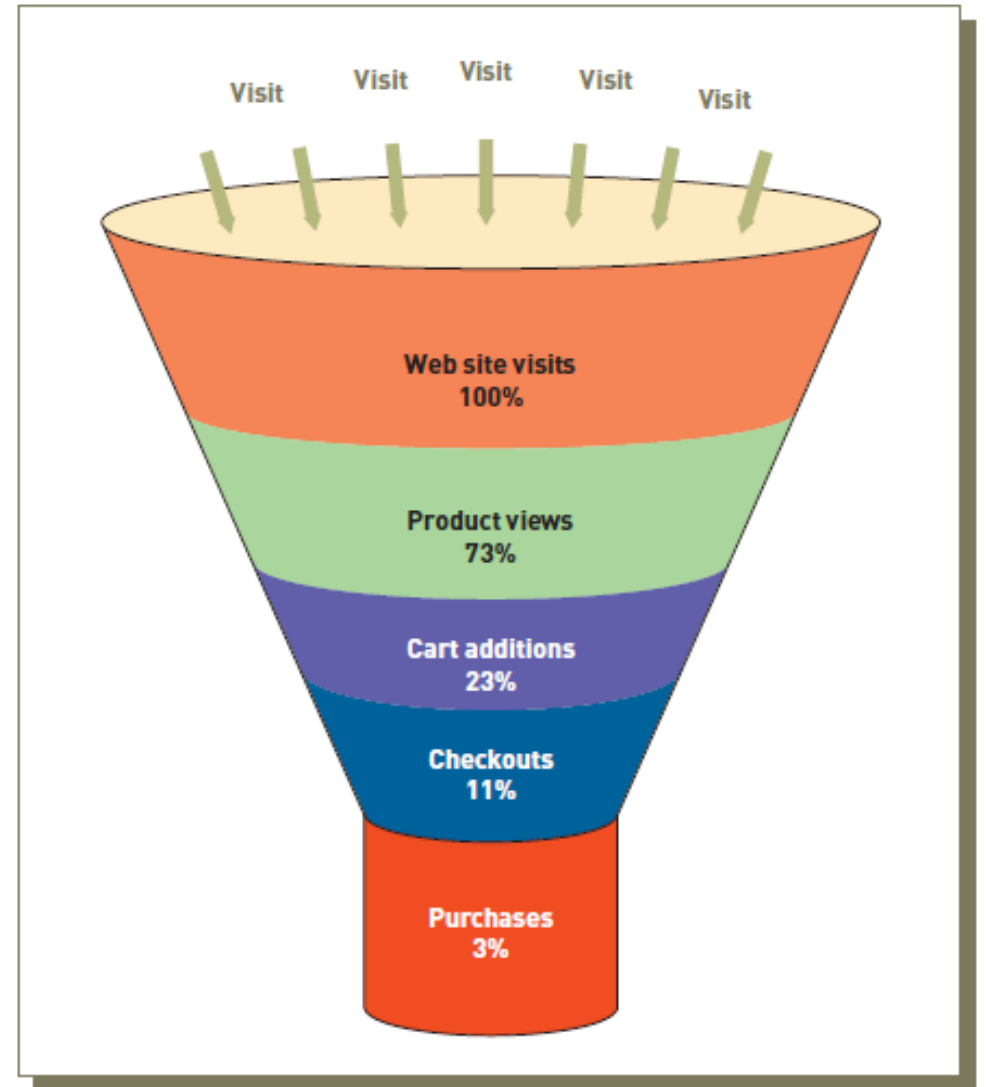 Visit
Visit
Visit
Visit
Visit
Web site visits
100%
Product views
73%
Cart additions
23%
Checkouts
11%
Purchases
3%